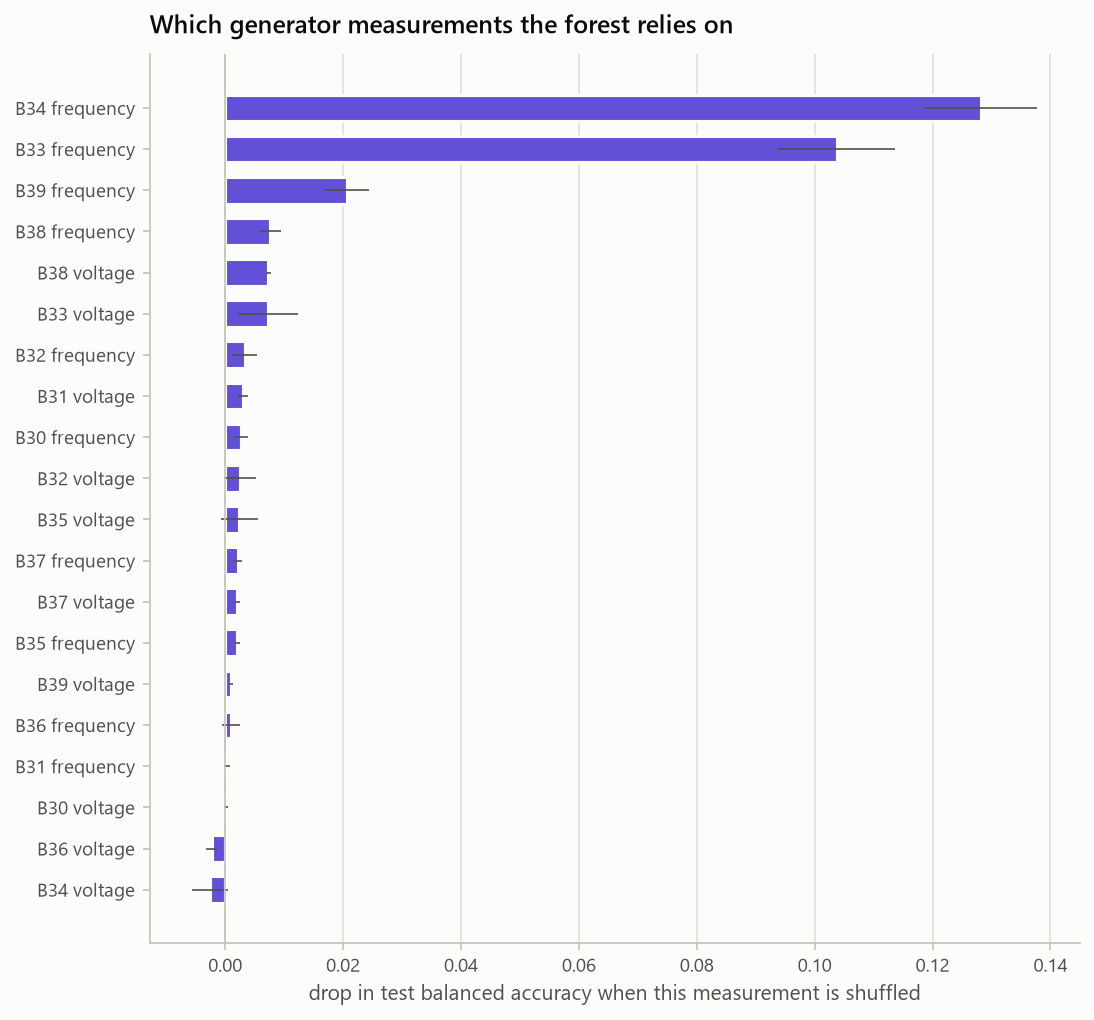 Which generator measurements the forest relies on
B34 frequency
B33 frequency
B39 frequency
B38 frequency
B38 voltage
B33 voltage
B32 frequency
B31 voltage
B30 frequency
B32 voltage
B35 voltage
B37 frequency
B37 voltage
B35 frequency
B39 voltage
B36 frequency
B31 frequency
B30 voltage
B36 voltage
B34 voltage
0.00 0.02 0.04 0.06 0.08 0.10 0.12 0.14
drop in test balanced accuracy when this measurement is shuffled